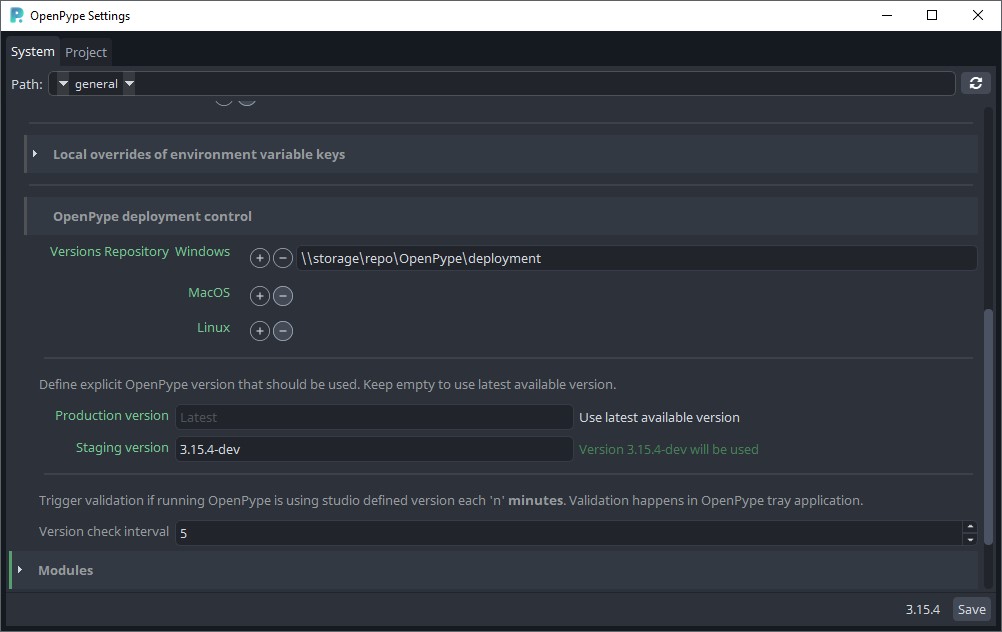 OpenPype Settings
System Project
Path: general
Local overrides of environment variable keys
OpenPype deployment control
Versions Repository Windows \\storage\repo\OpenPype\deployment
MacOS
Linux
Define explicit OpenPype version that should be used. Keep empty to use latest available version.
Production version Latest Use latest available version
Staging version 3.15.4-dev Version 3.15.4-dev will be used
Trigger validation if running OpenPype is using studio defined version each 'n' minutes. Validation happens in OpenPype tray application.
Version check interval 5
Modules
3.15.4 Save